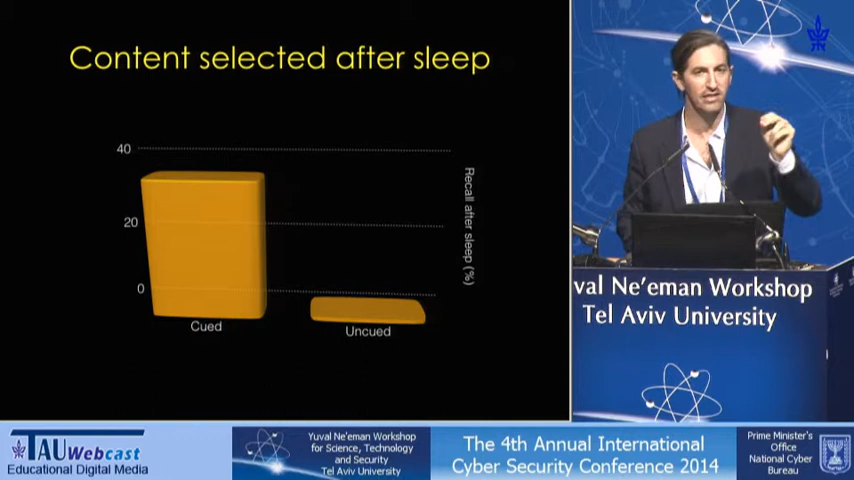 Content selected after sleep
40
20
0
Recall after sleep (%)
Cued
Uncued
val Ne'eman Workshop
Tel Aviv University
TAUWebcast
Educational Digital Media
Yuval Ne'eman Workshop
for Science, Technology
and Security
Tel Aviv University
The 4th Annual International
Cyber Security Conference 2014
Prime Minister's
Office
National Cyber
Bureau